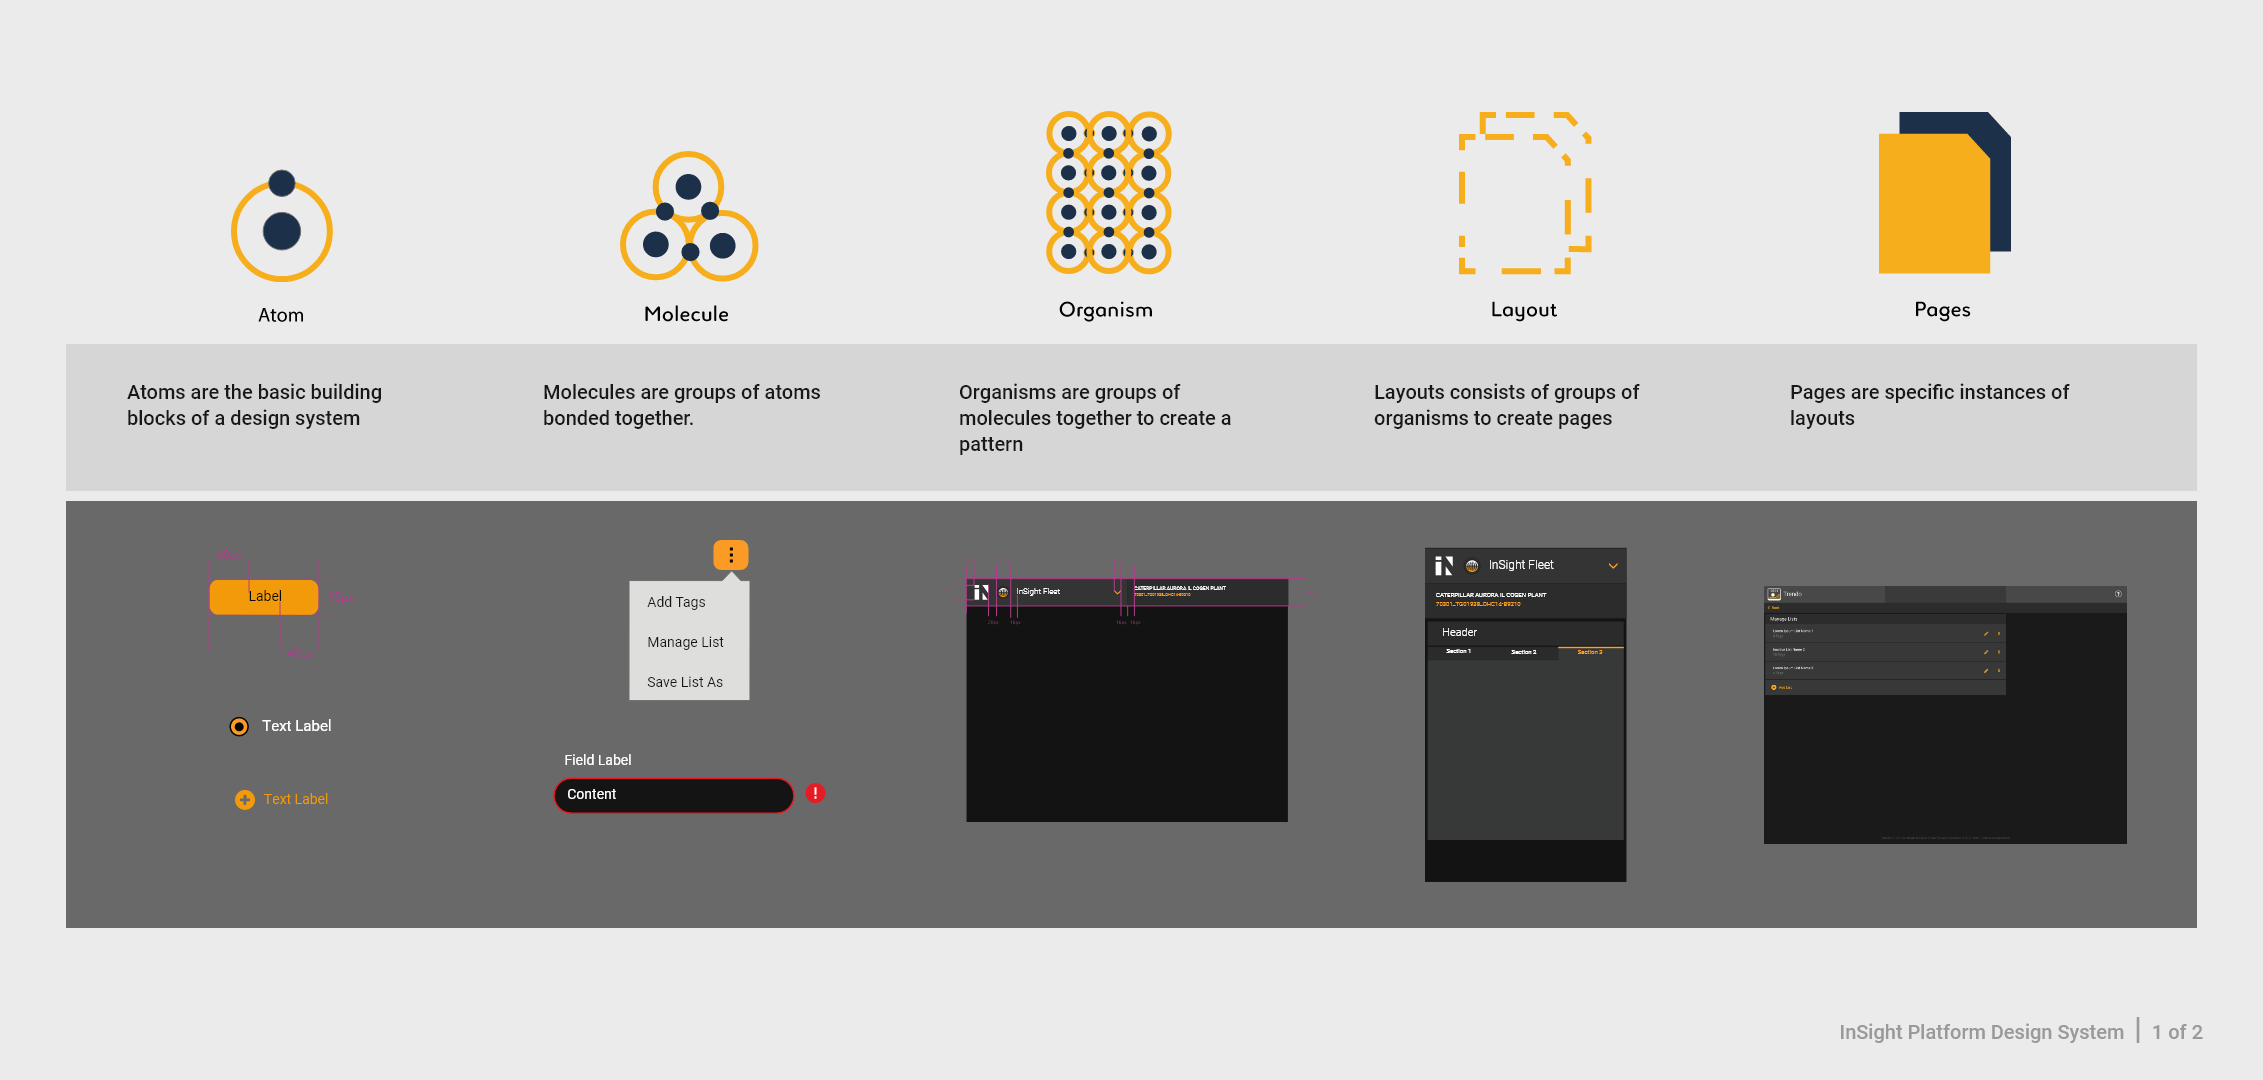 Atom
Molecule
Organism
Layout
Pages
Atoms are the basic building
blocks of a design system
Molecules are groups of atoms
bonded together.
Organisms are groups of
molecules together to create a
pattern
Layouts consists of groups of
organisms to create pages
Pages are specific instances of
layouts
Label
Text Label
Text Label
Add Tags
Manage List
Save List As
Field Label
Content
iN
InSight Fleet
CATERPILLAR AURORA IL COGEN PLANT
iN
InSight Fleet
CATERPILLAR AURORA IL COGEN PLANT
Header
Section 1
Section 2
Section 3
Manage Lists
InSight Platform Design System | 1 of 2